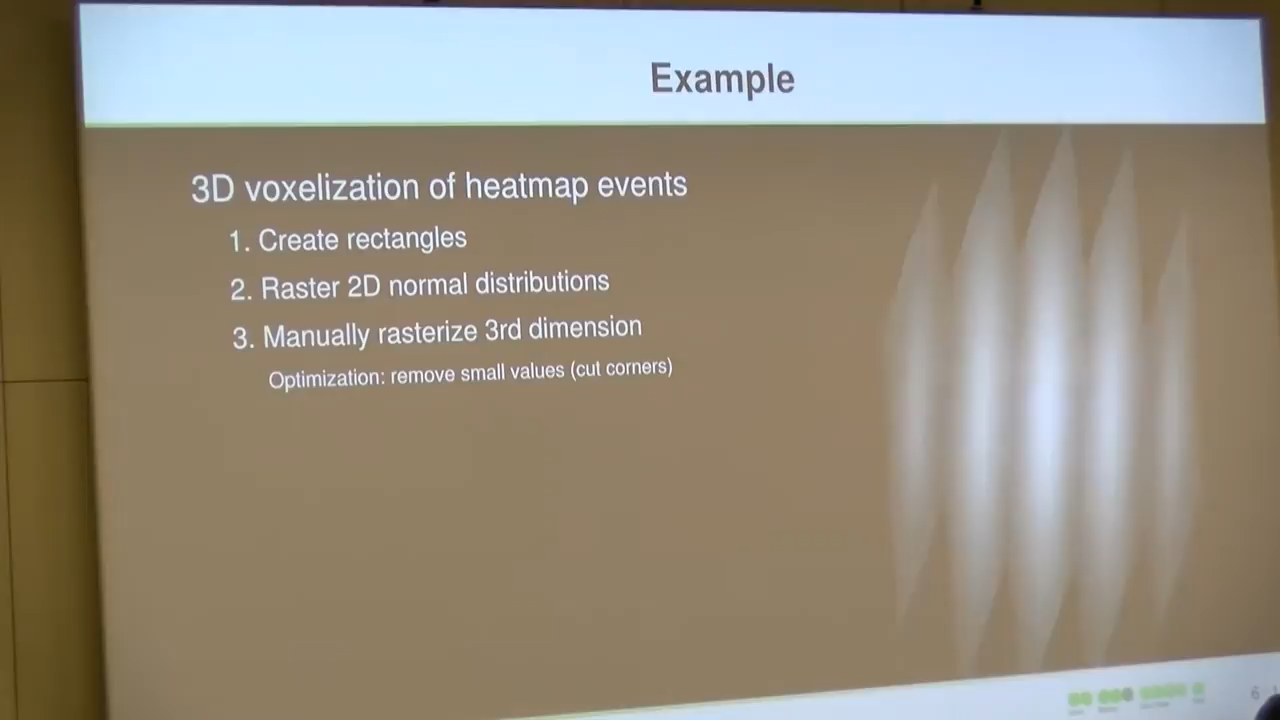 Example
3D voxelization of heatmap events
1. Create rectangles
2. Raster 2D normal distributions
3. Manually rasterize 3rd dimension
Optimization: remove small values (cut corners)
6